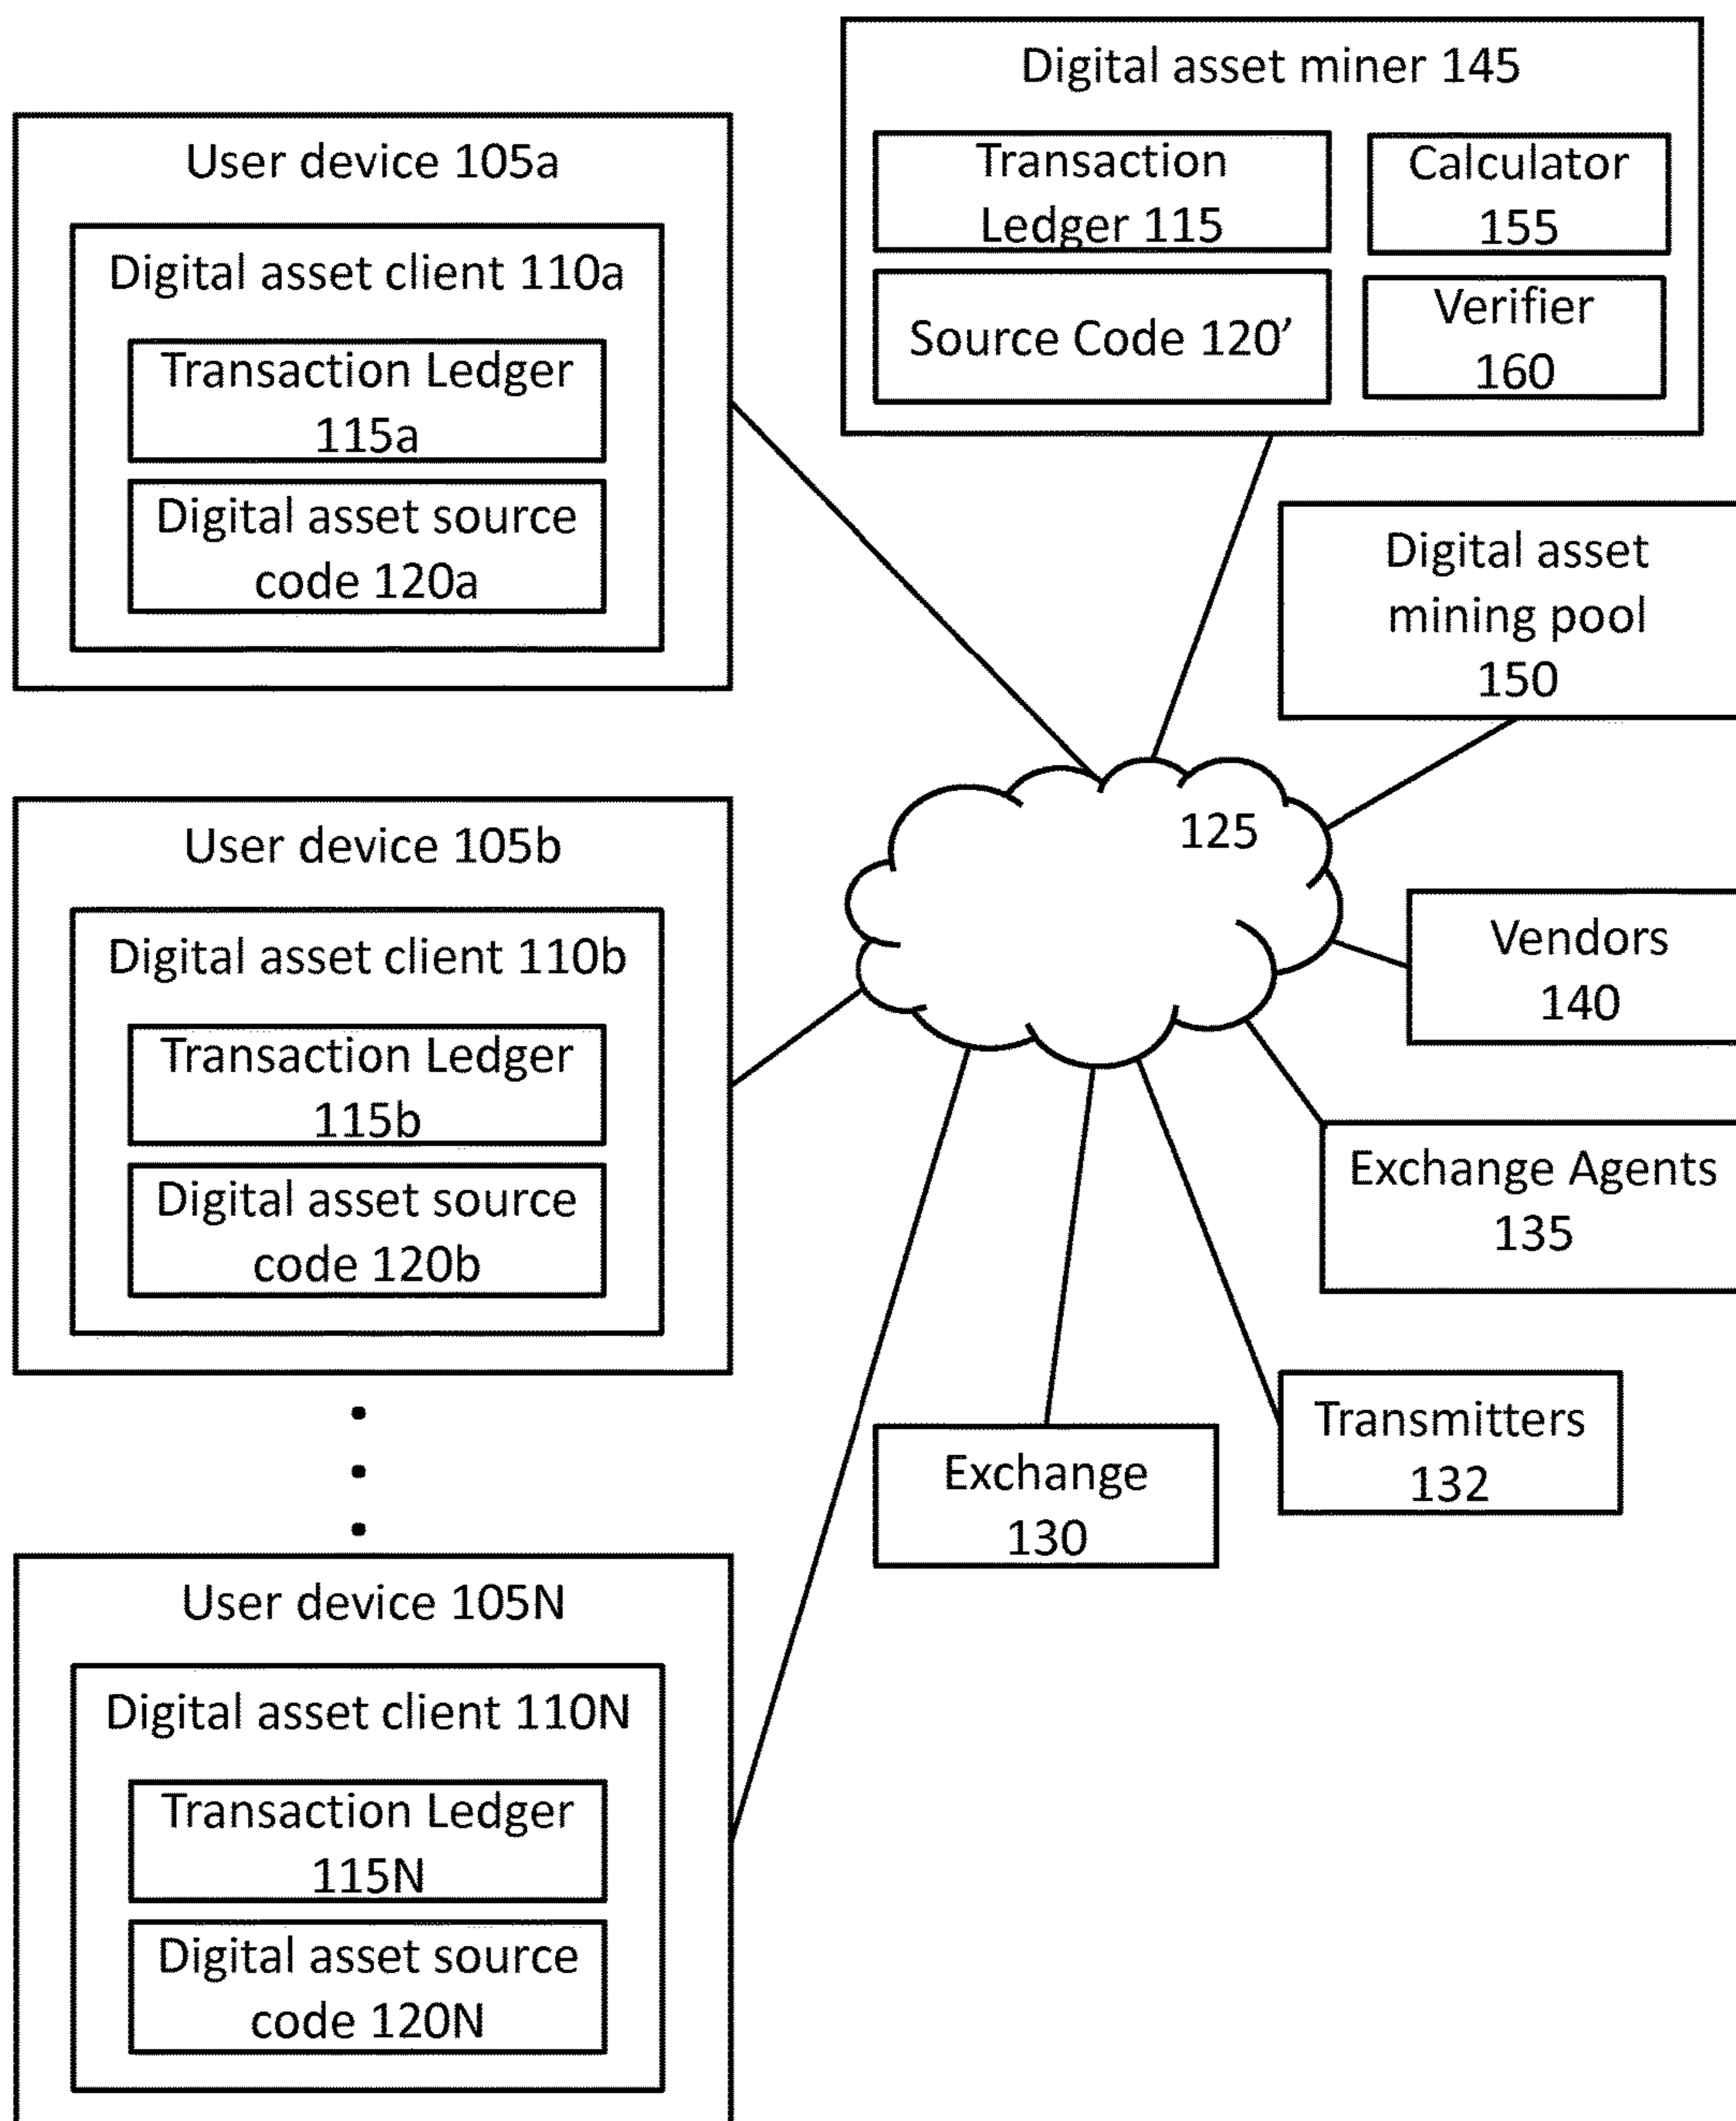 User device 105a
Digital asset client 110a
Transaction Ledger
115a
Digital asset source
code 120a
Digital asset miner 145
Transaction
Ledger 115
Calculator
155
Source Code 120’
Verifier
160
Digital asset
mining pool
150
125
User device 105b
Digital asset client 110b
Transaction Ledger
115b
Digital asset source
code 120b
Vendors
140
Exchange Agents
135
Transmitters
132
Exchange
130
User device 105N
Digital asset client 110N
Transaction Ledger
115N
Digital asset source
code 120N